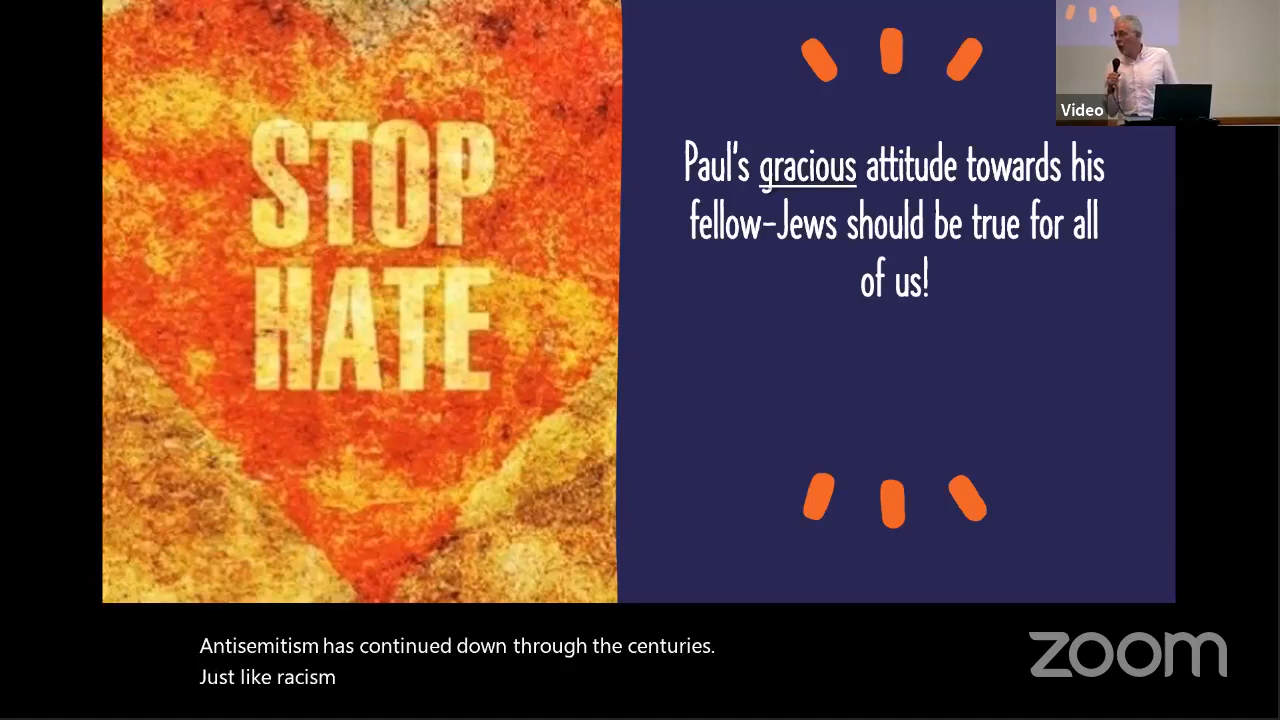 STOP
HATE
Paul's gracious attitude towards his
fellow-Jews should be true for all
of us!
Video
Antisemitism has continued down through the centuries.
Just like racism
zoom